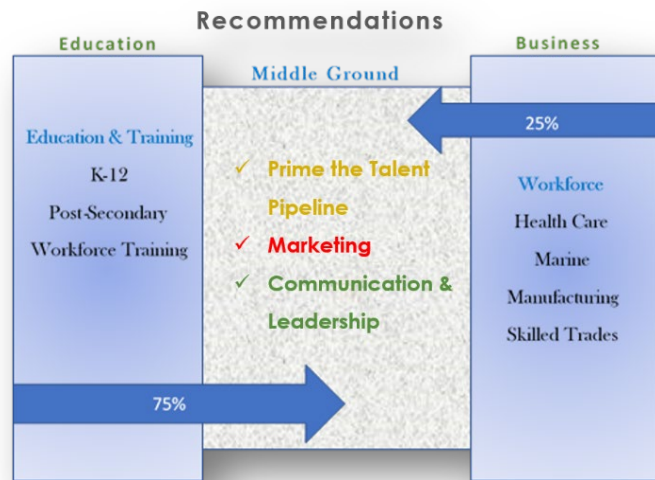 Recommendations
Education
Business
Middle Ground
25%
Education & Training
K-12
Post-Secondary
Workforce Training
✓ Prime the Talent
Pipeline
✓ Marketing
✓ Communication &
Leadership
Workforce
Health Care
Marine
Manufacturing
Skilled Trades
75%